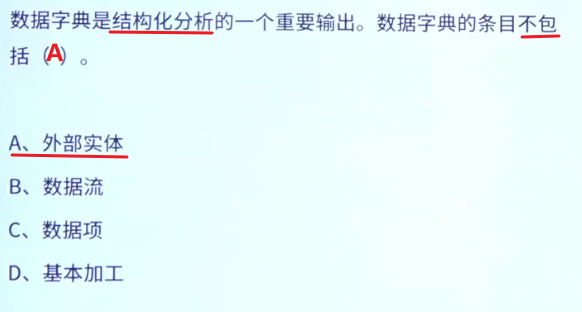 数据字典是结构化分析的一个重要输出。数据字典的条目不包
括（A）。
A、外部实体
B、数据流
C、数据项
D、基本加工